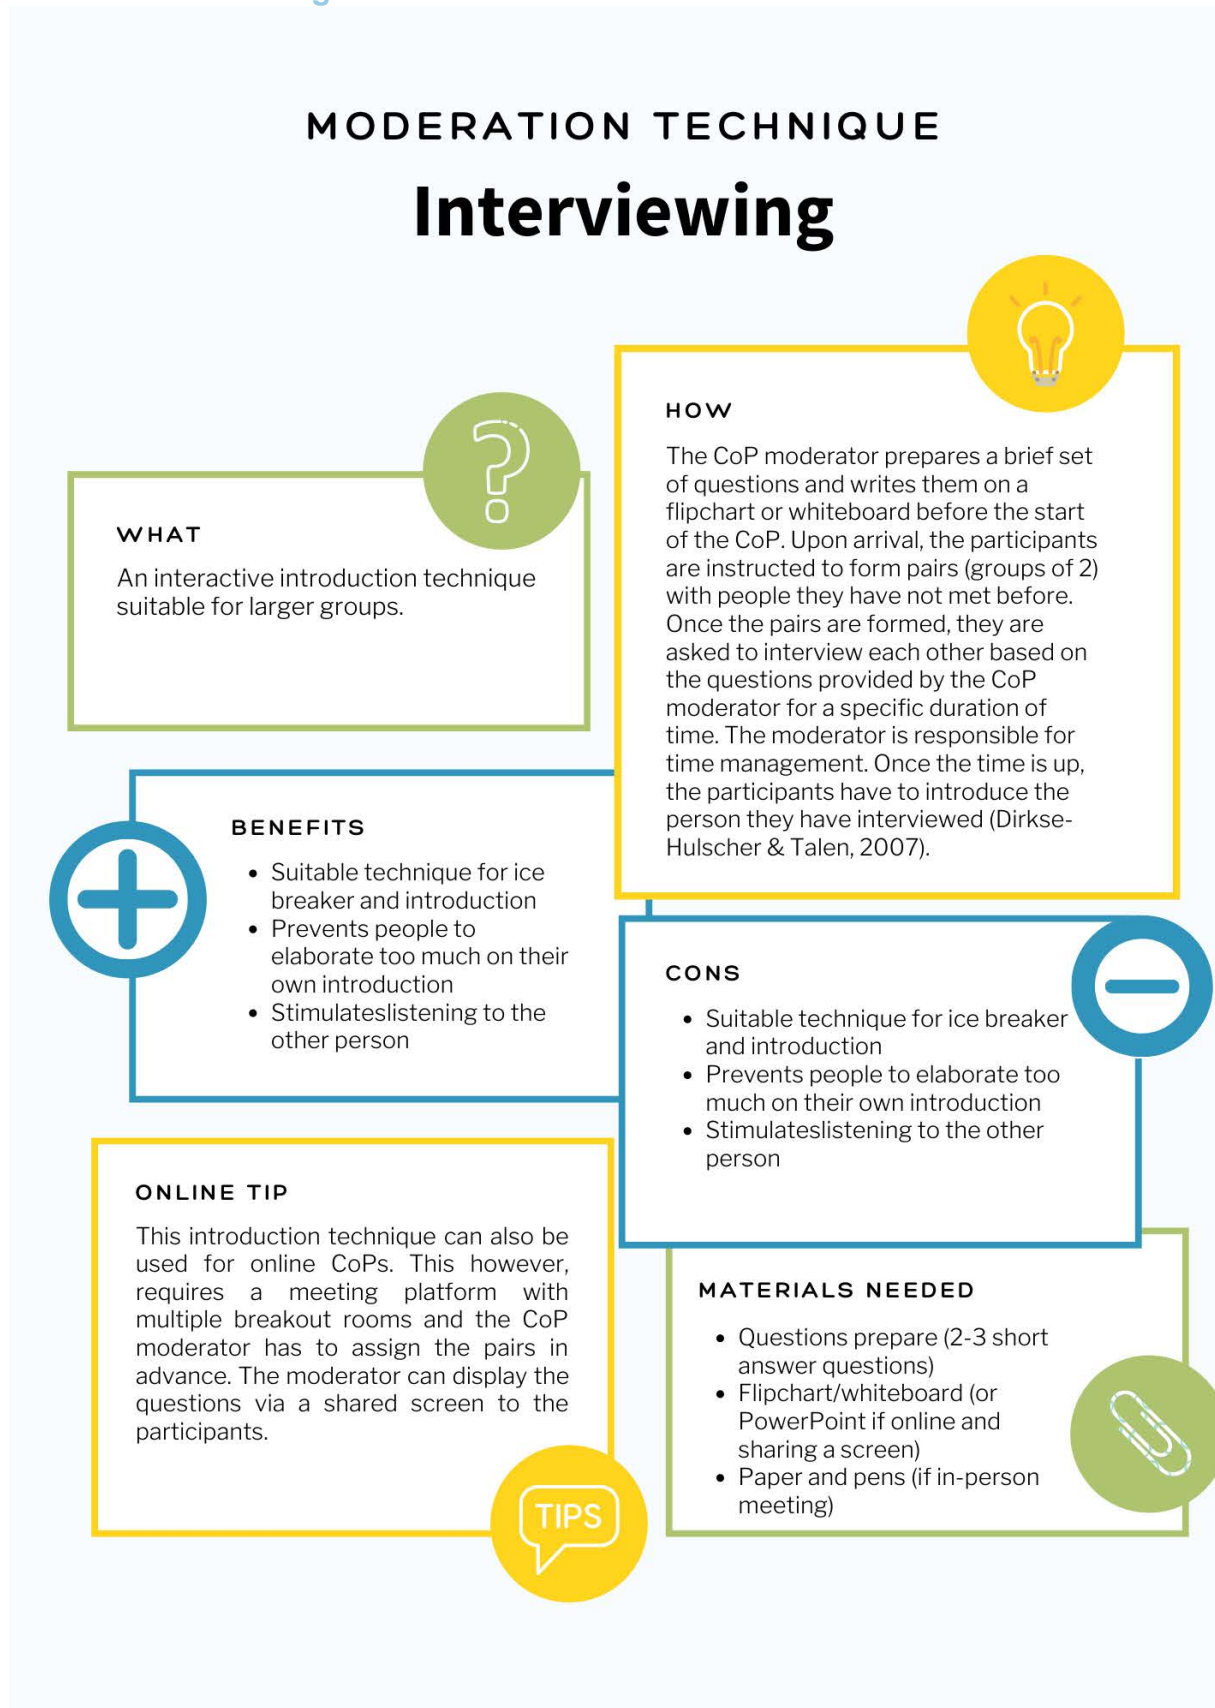 MODERATION TECHNIQUE
Interviewing
WHAT
An interactive introduction technique
suitable for larger groups.
HOW
The CoP moderator prepares a brief set
of questions and writes them on a
flipchart or whiteboard before the start
of the CoP. Upon arrival, the participants
are instructed to form pairs (groups of 2)
with people they have not met before.
Once the pairs are formed, they are
asked to interview each other based on
the questions provided by the CoP
moderator for a specific duration of
time. The moderator is responsible for
time management. Once the time is up,
the participants have to introduce the
person they have interviewed (Dirkse-
Hulscher & Talen, 2007).
BENEFITS
• Suitable technique for ice
breaker and introduction
• Prevents people to
elaborate too much on their
own introduction
• Stimulateslistening to the
other person
CONS
• Suitable technique for ice breaker
and introduction
• Prevents people to elaborate too
much on their own introduction
• Stimulateslistening to the other
person
ONLINE TIP
This introduction technique can also be
used for online CoPs. This however,
requires a meeting platform with
multiple breakout rooms and the CoP
moderator has to assign the pairs in
advance. The moderator can display the
questions via a shared screen to the
participants.
TIPS
MATERIALS NEEDED
• Questions prepare (2-3 short
answer questions)
• Flipchart/whiteboard (or
PowerPoint if online and
sharing a screen)
• Paper and pens (if in-person
meeting)